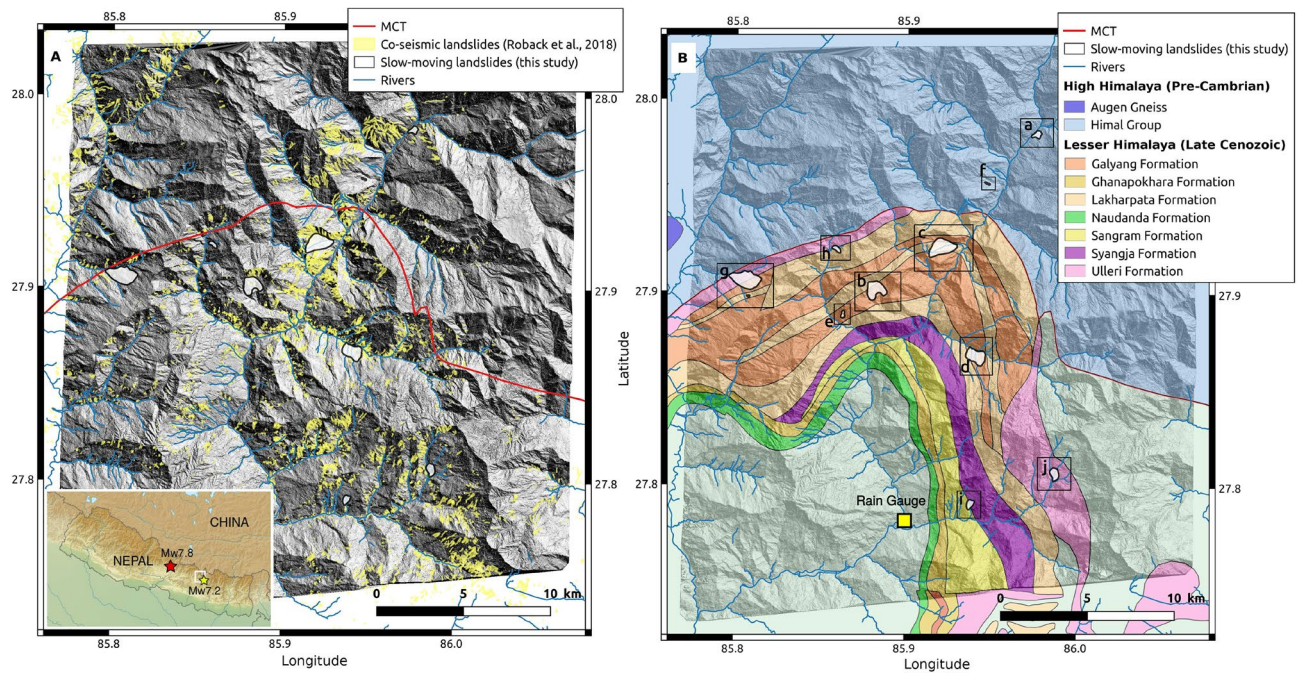 85.8
85.9
MCT
Co-seismic landslides (Roback et al., 2018)
Slow-moving landslides (this study)
Rivers
A
28.0
28.0
27.9
27.8
27.8
Latitude
CHINA
NEPAL
Mw7.8
Mw7.2
0
5
10 km
85.8
85.9
86.0
Longitude
85.8
85.9
MCT
Slow-moving landslides (this study)
Rivers
High Himalaya (Pre-Cambrian)
Augen Gneiss
Himal Group
Lesser Himalaya (Late Cenozoic)
Galyang Formation
Ghanapokhara Formation
Lakharpata Formation
Naudanda Formation
Sangram Formation
Syangja Formation
Ulleri Formation
B
28.0
27.9
27.9
27.8
27.8
a
f
c
h
g
b
e
d
j
i
Rain Gauge
0
5
10 km
85.8
85.9
86.0
Longitude